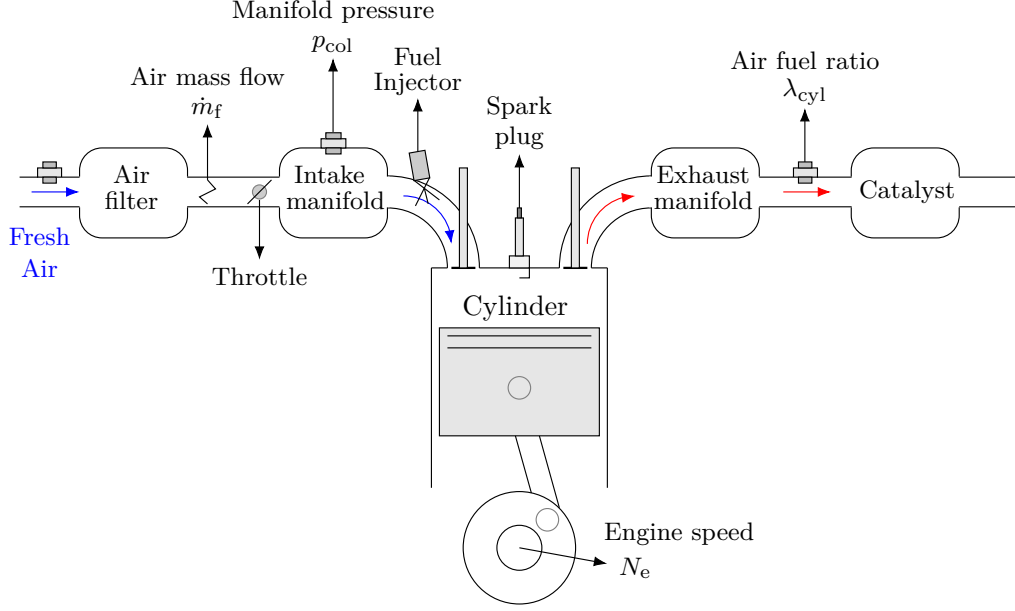 Manifold pressure
p_col
Fuel
Injector
Air mass flow
ṁ_f
Spark
plug
Air fuel ratio
λ_cyl
Air
filter
Intake
manifold
Exhaust
manifold
Catalyst
Fresh
Air
Throttle
Cylinder
Engine speed
N_e